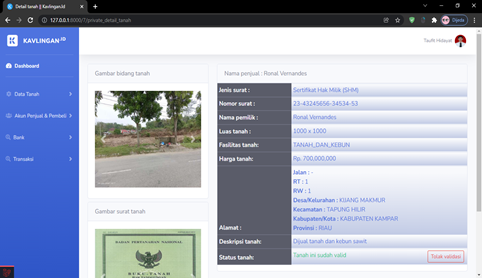 Detail tanah || Kavlingan.Id
127.0.0.1:8000/7/private_detail_tanah
Dijeda
KAVLINGAN.ID
Taufik Hidayat
Dashboard
Data Tanah
Akun Penjual & Pembeli
Bank
Transaksi
Gambar bidang tanah
Gambar surat tanah
BADAN PERTANAHAN NASIONAL
BUKU TANAH
Nama penjual : Ronal Vernandes
Jenis surat : Sertifikat Hak Milik (SHM)
Nomor surat : 23-43245656-34534-53
Nama pemilik : Ronal Vornandes
Luas tanah : 1000 x 1000
Fasilitas tanah: TANAH_DAN_KEBUN
Harga tanah: Rp. 700,000,000
Alamat :
Jalan : -
RT : 1
RW : 1
Desa/Kelurahan : KIJANG MAKMUR
Kecamatan : TAPUNG HILIR
Kabupaten/Kota : KABUPATEN KAMPAR
Provinsi : RIAU
Deskripsi tanah: Dijual tanah dan kebun sawit
Status tanah: Tanah ini sudah valid
Tolak validasi